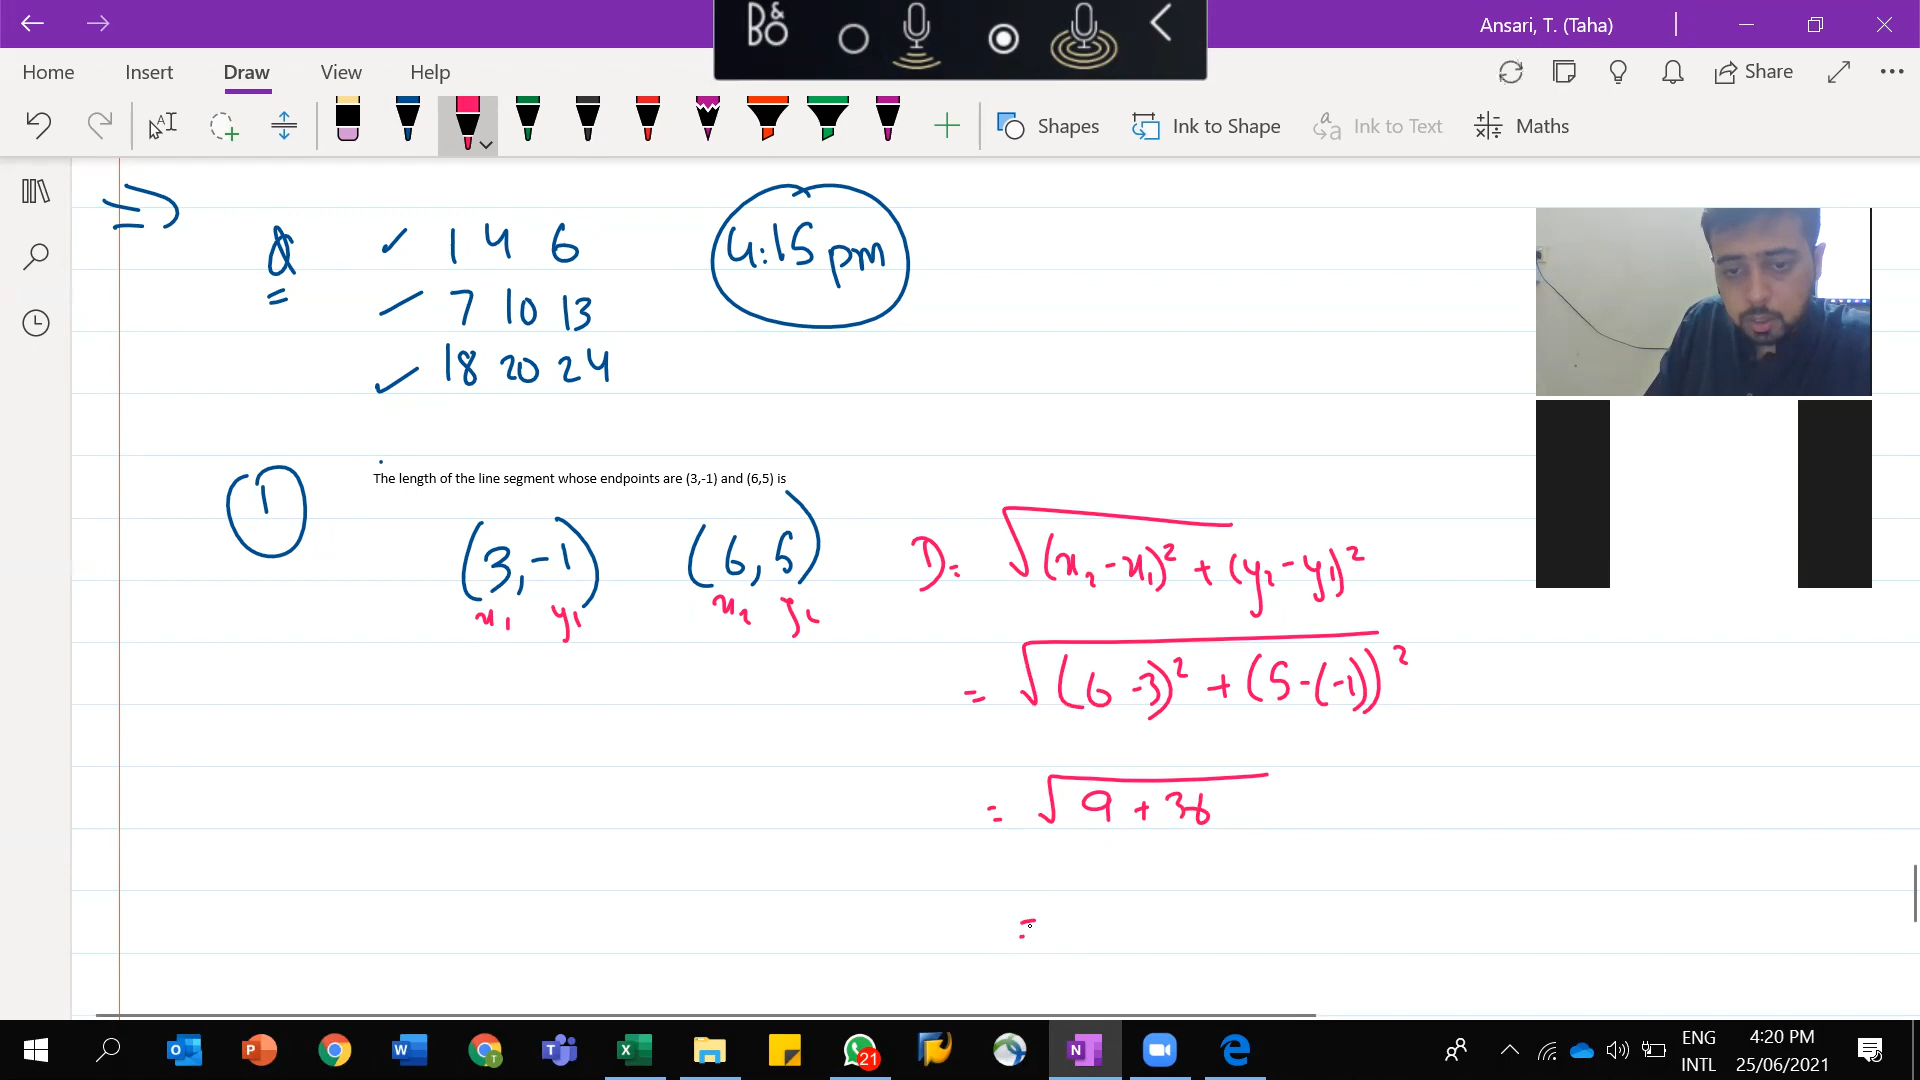 Ansari, T. (Taha)
B&O
Home Insert Draw View Help Share
Shapes Ink to Shape Ink to Text Maths
Q ✓ 1 4 6
7 10 13
✓ 18 20 24
4:15 pm
1
The length of the line segment whose endpoints are (3,-1) and (6,5) is
(3, -1) (6, 5)
x₁ y₁ x₂ y₂
D = √(x₂ - x₁)² + (y₂ - y₁)²
= √(6 - 3)² + (5 - (-1))²
= √9 + 36
=
21
ENG
INTL
4:20 PM
25/06/2021